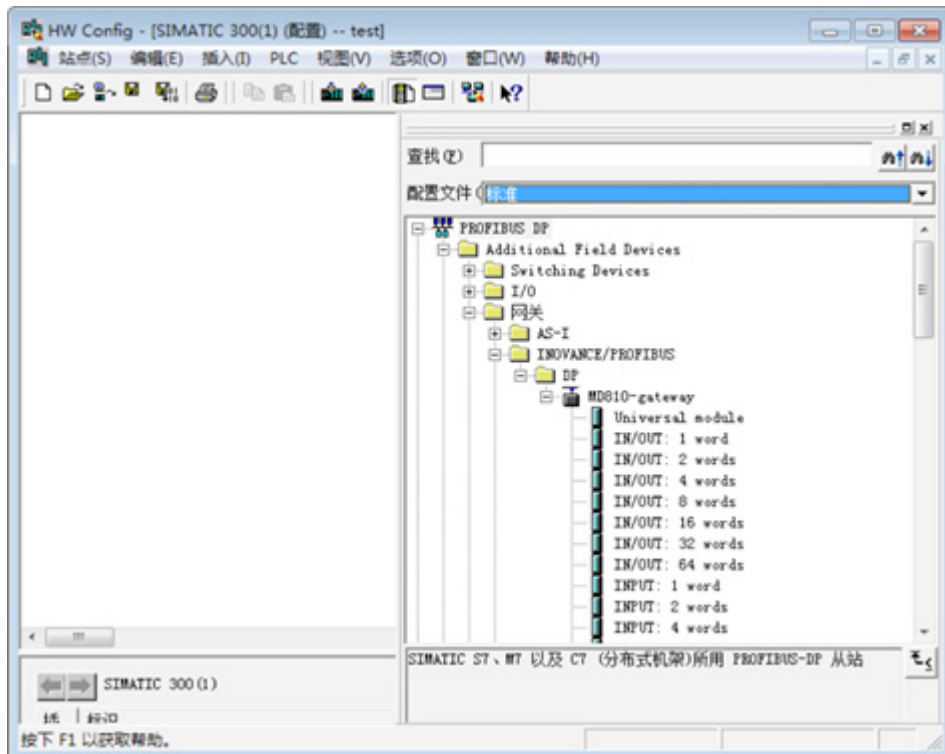 HW Config - [SIMATIC 300(1) (配置) -- test]
站点(S) 编辑(E) 插入(I) PLC 视图(V) 选项(O) 窗口(W) 帮助(H)
查找(F)
配置文件( 标准
PROFIBUS DP
Additional Field Devices
Switching Devices
I/O
网关
AS-I
INOVANCE/PROFIBUS
DP
MD810-gateway
Universal module
IN/OUT: 1 word
IN/OUT: 2 words
IN/OUT: 4 words
IN/OUT: 8 words
IN/OUT: 16 words
IN/OUT: 32 words
IN/OUT: 64 words
INPUT: 1 word
INPUT: 2 words
INPUT: 4 words
SIMATIC S7、M7 以及 C7 (分布式机架)所用 PROFIBUS-DP 从站
SIMATIC 300(1)
标识
按下 F1 以获取帮助。